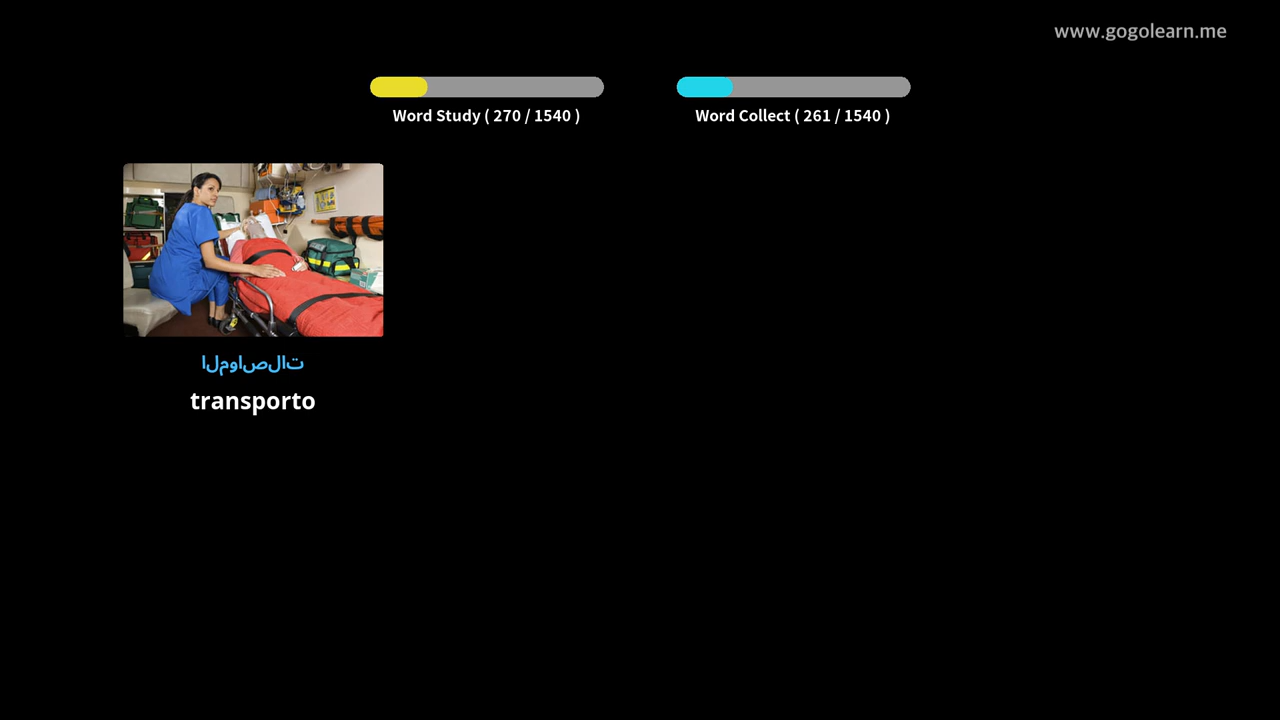 www.gogolearn.me
Word Study ( 270 / 1540 )
Word Collect ( 261 / 1540 )
المواصلات
transporto